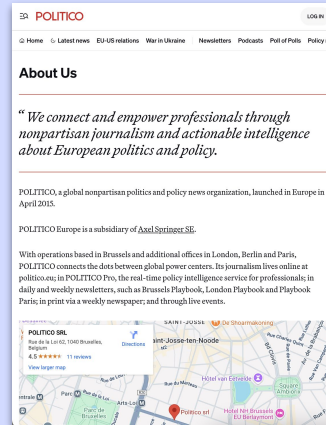 POLITICO
LOG IN
Home Latest news EU-US relations War in Ukraine Newsletters Podcasts Poll of Polls Policy
About Us
“ We connect and empower professionals through
nonpartisan journalism and actionable intelligence
about European politics and policy.
POLITICO, a global nonpartisan politics and policy news organization, launched in Europe in
April 2015.
POLITICO Europe is a subsidiary of Axel Springer SE.
With operations based in Brussels and additional offices in London, Berlin and Paris,
POLITICO connects the dots between global power centers. Its journalism lives online at
politico.eu; in POLITICO Pro, the real-time policy intelligence service for professionals; in
daily and weekly newsletters, such as Brussels Playbook, London Playbook and Playbook
Paris; in print via a weekly newspaper; and through live events.
POLITICO SRL
Rue de la Loi 62, 1040 Bruxelles,
Belgium
Directions
4.5 11 reviews
View larger map
SAINT-JOSSE
De Shoarmakoning
int-Josse-ten-Noode
Hôtel van Eetvelde
Square
Ambiorix
Rue du Marteau
Arts-Loi
Parc de
Bruxelles
Politico srl
Hotel NH Brussels
EU Berlaymont